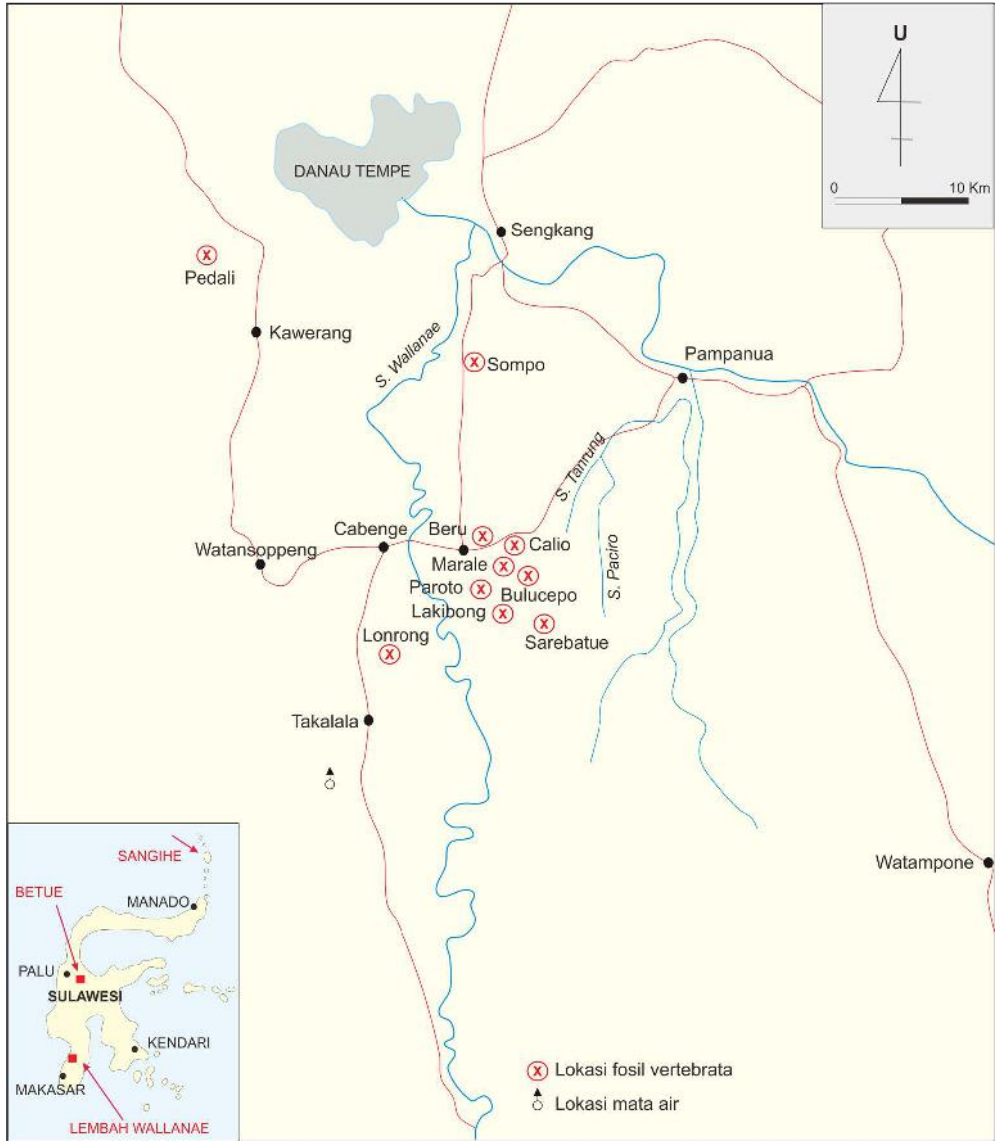 U
0 10 Km
DANAU TEMPE
Sengkang
Pedali
Kawerang
S. Wallanae
Sompo
Pampanua
S. Tanrung
Cabenge
Beru
Calio
Watansoppeng
Marale
Paroto
Bulucepo
S. Paciro
Lakibong
Lonrong
Sarebatue
Takalala
Watampone
SANGIHE
BETUE
MANADO
PALU
SULAWESI
KENDARI
MAKASAR
LEMBAH WALLANAE
X Lokasi fosil vertebrata
Lokasi mata air